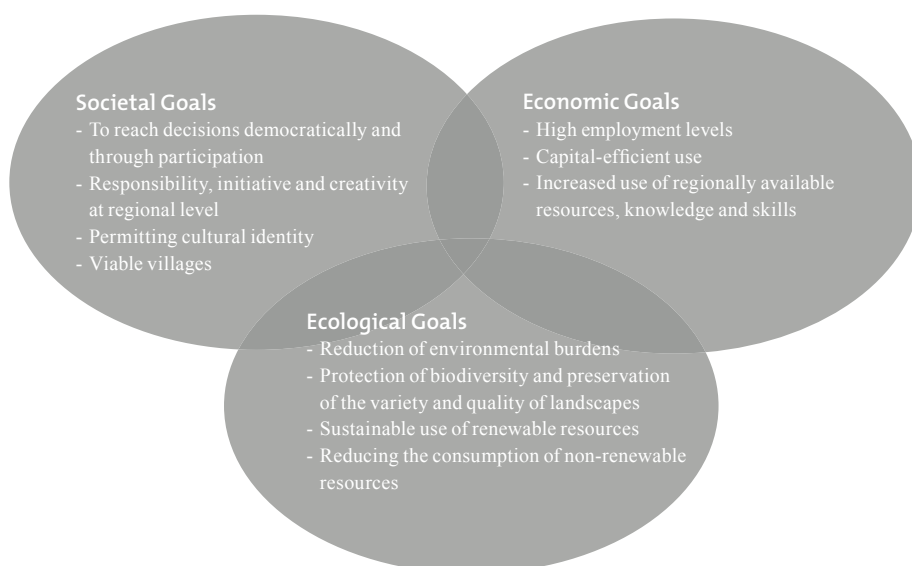 Societal Goals
- To reach decisions democratically and
through participation
- Responsibility, initiative and creativity
at regional level
- Permitting cultural identity
- Viable villages
Economic Goals
- High employment levels
- Capital-efficient use
- Increased use of regionally available
resources, knowledge and skills
Ecological Goals
- Reduction of environmental burdens
- Protection of biodiversity and preservation
of the variety and quality of landscapes
- Sustainable use of renewable resources
- Reducing the consumption of non-renewable
resources